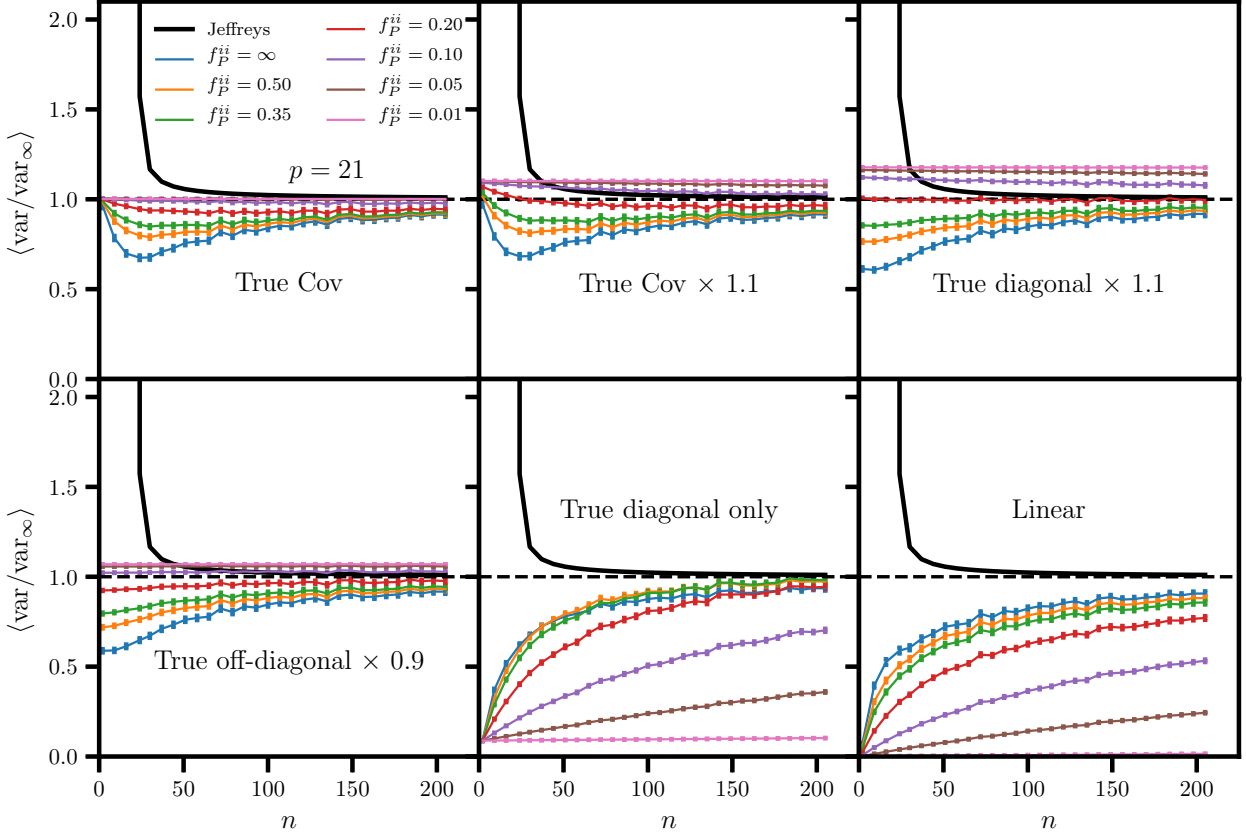 ⟨var/var∞⟩
2.0
1.5
1.0
0.5
0.0
Jeffreys
f_P^{ii} = ∞
f_P^{ii} = 0.50
f_P^{ii} = 0.35
f_P^{ii} = 0.20
f_P^{ii} = 0.10
f_P^{ii} = 0.05
f_P^{ii} = 0.01
p = 21
True Cov
True Cov × 1.1
True diagonal × 1.1
⟨var/var∞⟩
2.0
1.5
1.0
0.5
0.0
True off-diagonal × 0.9
True diagonal only
Linear
0 50 100 150 200
0 50 100 150 200
0 50 100 150 200
n
n
n